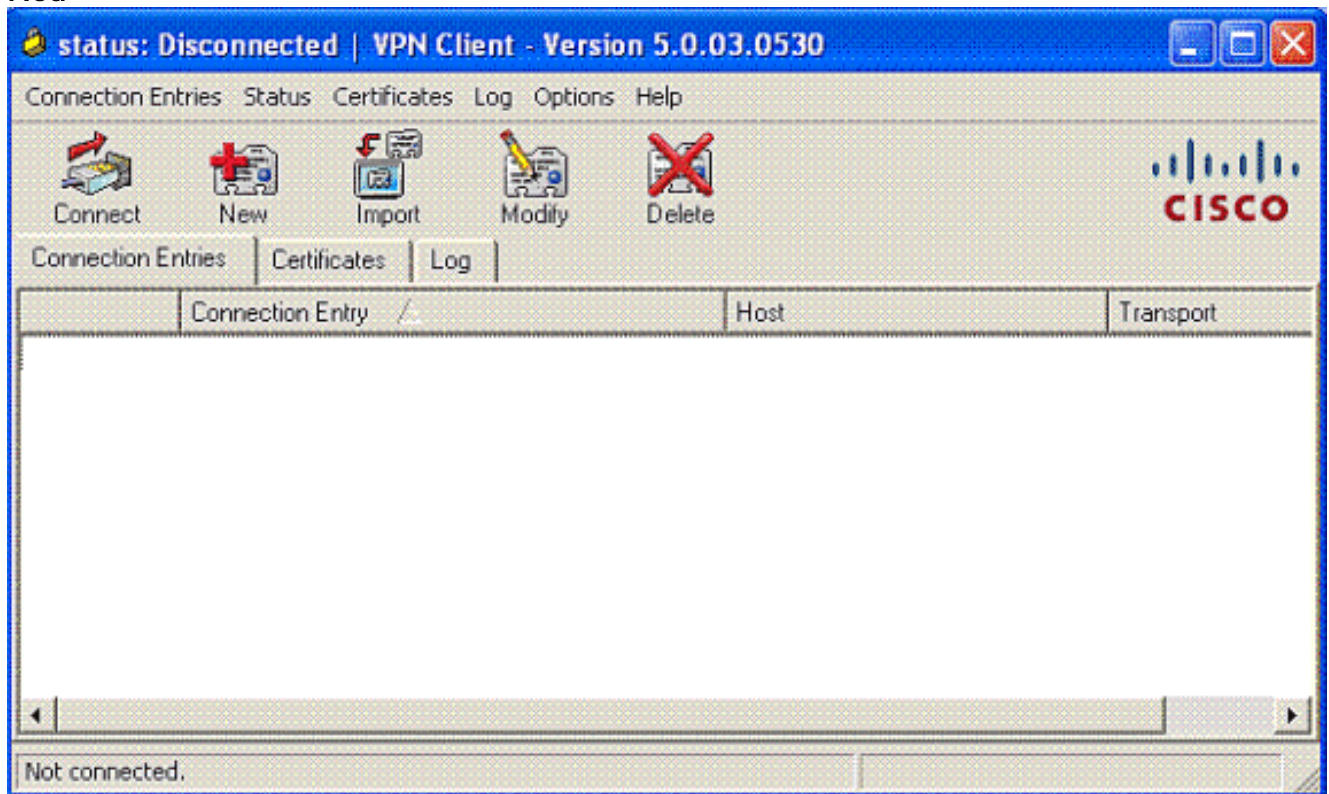 status: Disconnected | VPN Client - Version 5.0.03.0530
Connection Entries Status Certificates Log Options Help
Connect New Import Modify Delete
CISCO
Connection Entries Certificates Log
Connection Entry Host Transport
Not connected.